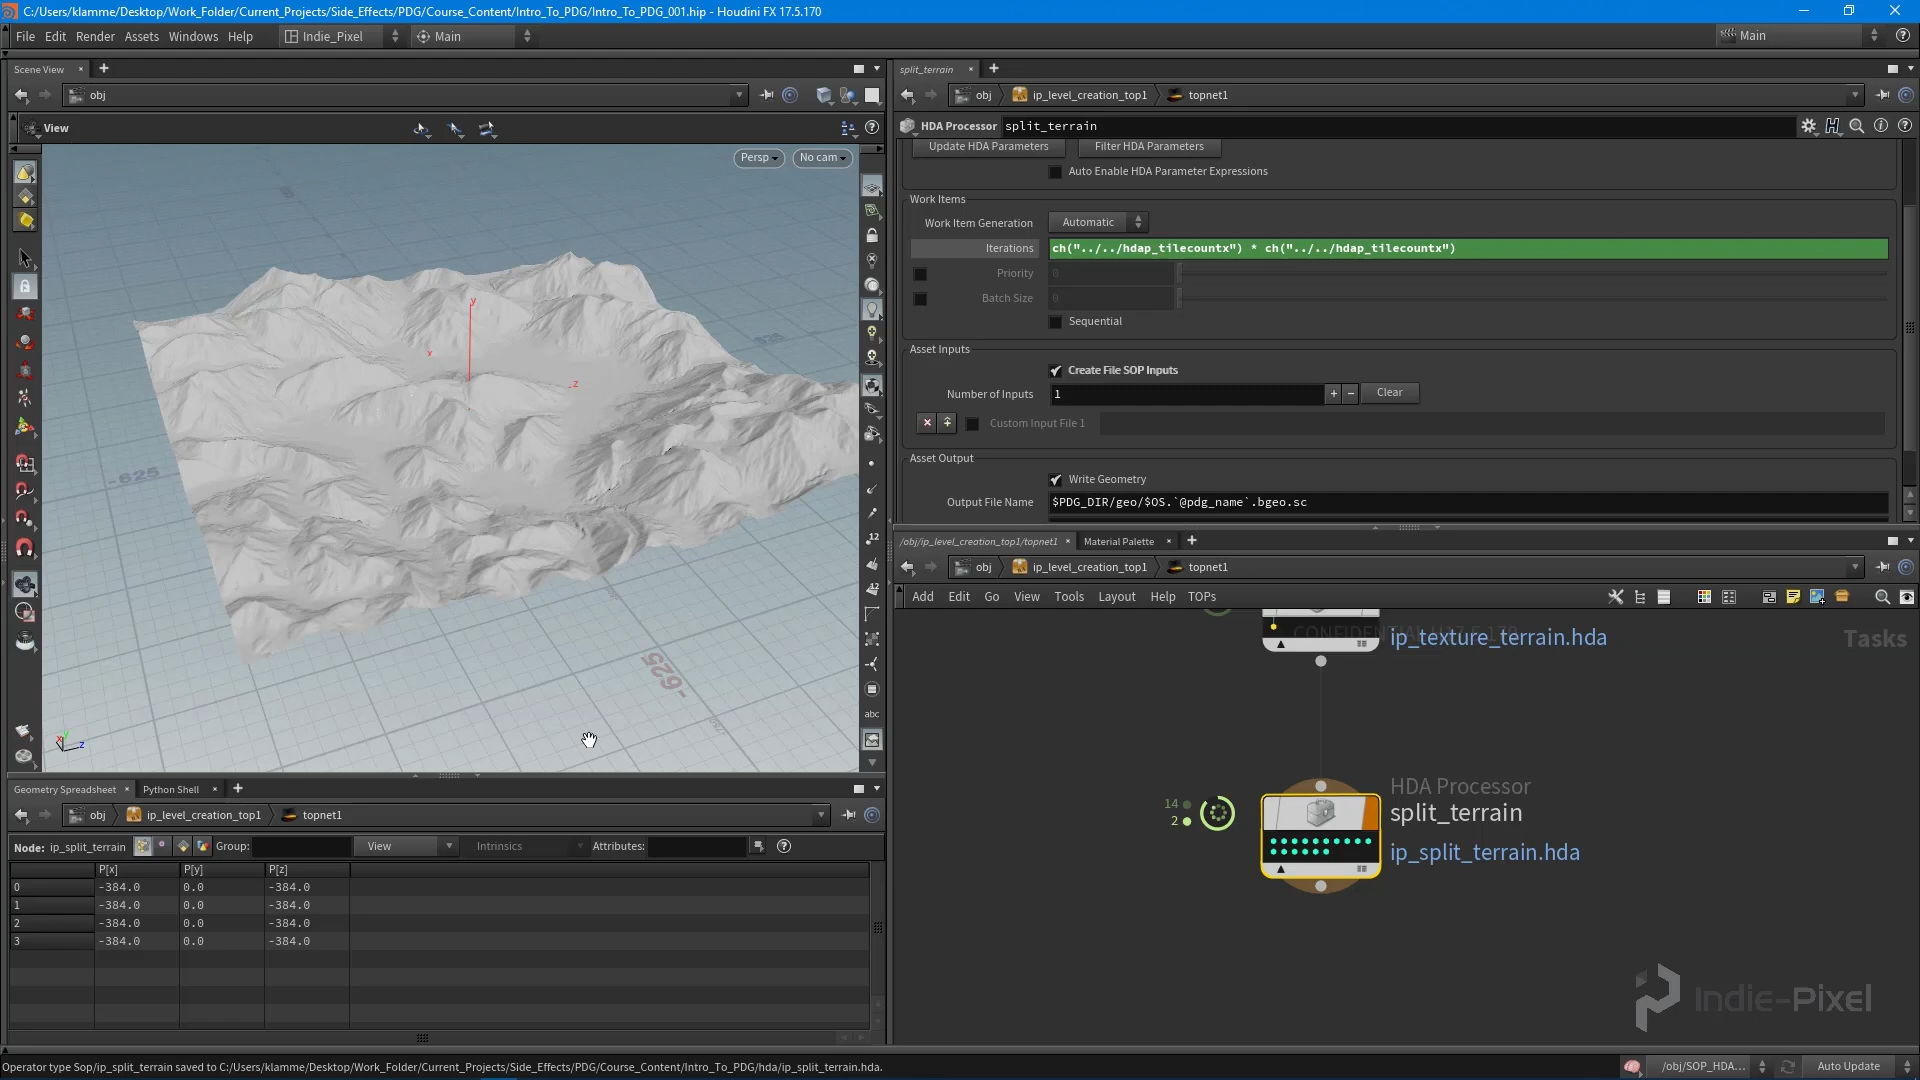 C:/Users/klamme/Desktop/Work_Folder/Current_Projects/Side_Effects/PDG/Course_Content/Intro_To_PDG/Intro_To_PDG_001.hip - Houdini FX 17.5.170
File Edit Render Assets Windows Help Indie_Pixel Main Main
Scene View
obj
View
Persp No cam
y
x
z
-625
-625
x y z
12
12
abc
split_terrain
obj ip_level_creation_top1 topnet1
HDA Processor split_terrain
Update HDA Parameters Filter HDA Parameters
Auto Enable HDA Parameter Expressions
Work Items
Work Item Generation Automatic
Iterations ch("../../hdap_tilecountx") * ch("../../hdap_tilecountx")
Priority 0
Batch Size 0
Sequential
Asset Inputs
Create File SOP Inputs
Number of Inputs 1 + − Clear
Custom Input File 1
Asset Output
Write Geometry
Output File Name $PDG_DIR/geo/$OS.`@pdg_name`.bgeo.sc
/obj/ip_level_creation_top1/topnet1 Material Palette
obj ip_level_creation_top1 topnet1
Add Edit Go View Tools Layout Help TOPs
ip_texture_terrain.hda
Tasks
HDA Processor
14
2
split_terrain
ip_split_terrain.hda
Indie-Pixel
Geometry Spreadsheet Python Shell
obj ip_level_creation_top1 topnet1
Node: ip_split_terrain Group: View Intrinsics Attributes:
P[x] P[y] P[z]
0 -384.0 0.0 -384.0
1 -384.0 0.0 -384.0
2 -384.0 0.0 -384.0
3 -384.0 0.0 -384.0
Operator type Sop/ip_split_terrain saved to C:/Users/klamme/Desktop/Work_Folder/Current_Projects/Side_Effects/PDG/Course_Content/Intro_To_PDG/hda/ip_split_terrain.hda.
/obj/SOP_HDA... Auto Update